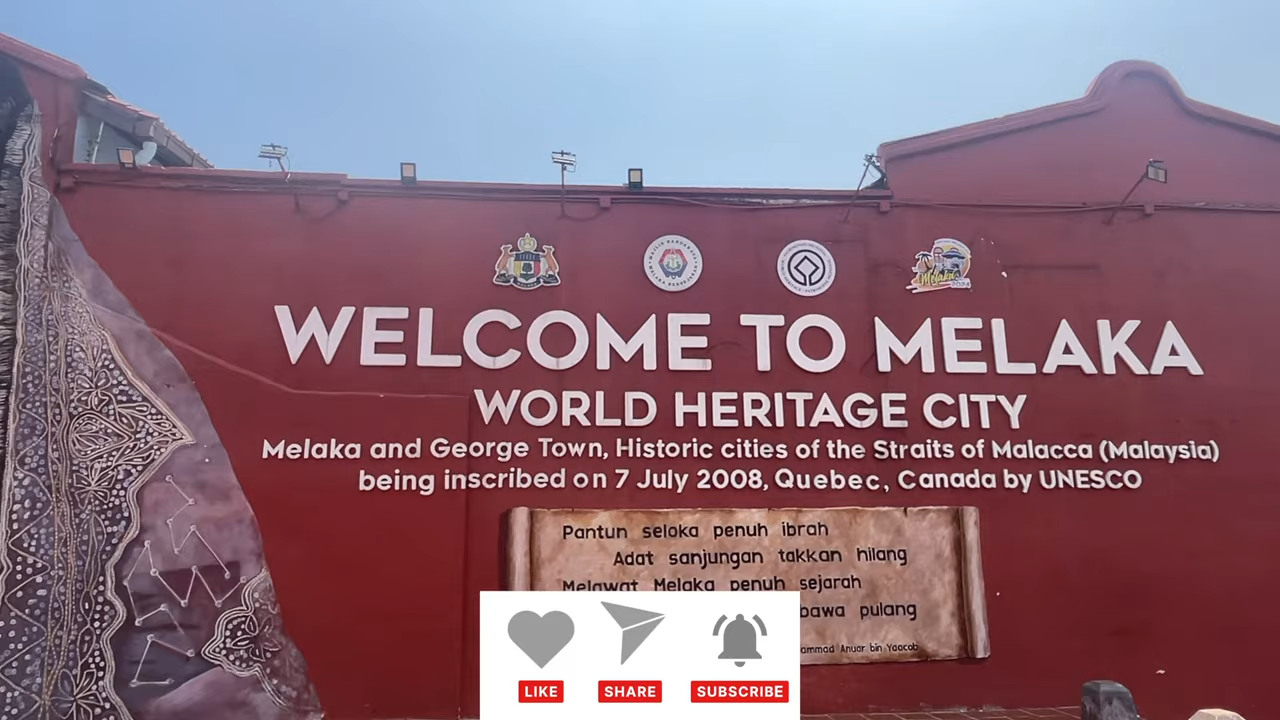 Melaka
WELCOME TO MELAKA
WORLD HERITAGE CITY
Melaka and George Town, Historic cities of the Straits of Malacca (Malaysia)
being inscribed on 7 July 2008, Quebec, Canada by UNESCO
Pantun seloka penuh ibrah
Adat sanjungan takkan hilang
Melawat Melaka penuh sejarah
bawa pulang
Anuar bin Yaacob
LIKE
SHARE
SUBSCRIBE